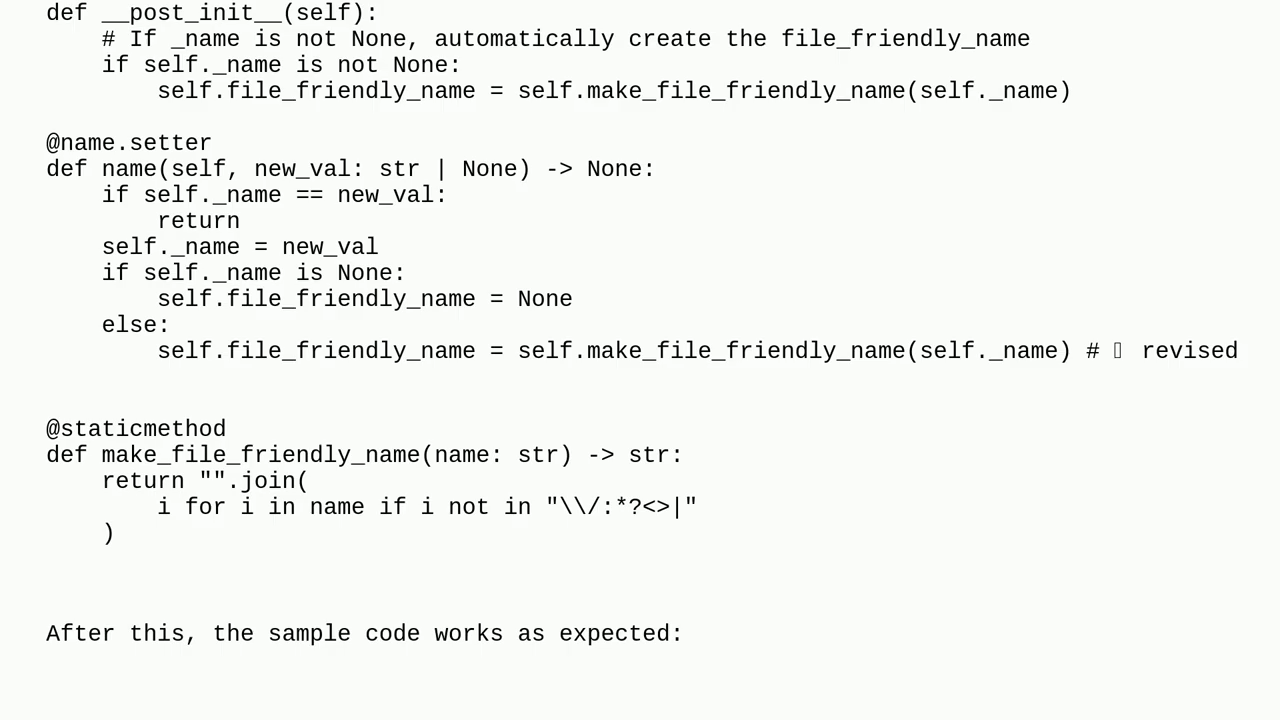 def __post_init__(self):
    # If _name is not None, automatically create the file_friendly_name
    if self._name is not None:
        self.file_friendly_name = self.make_file_friendly_name(self._name)
@name.setter
def name(self, new_val: str | None) -> None:
    if self._name == new_val:
        return
    self._name = new_val
    if self._name is None:
        self.file_friendly_name = None
    else:
        self.file_friendly_name = self.make_file_friendly_name(self._name) # revised
@staticmethod
def make_file_friendly_name(name: str) -> str:
    return "".join(
        i for i in name if i not in "\\/:*?<>|"
    )
After this, the sample code works as expected: